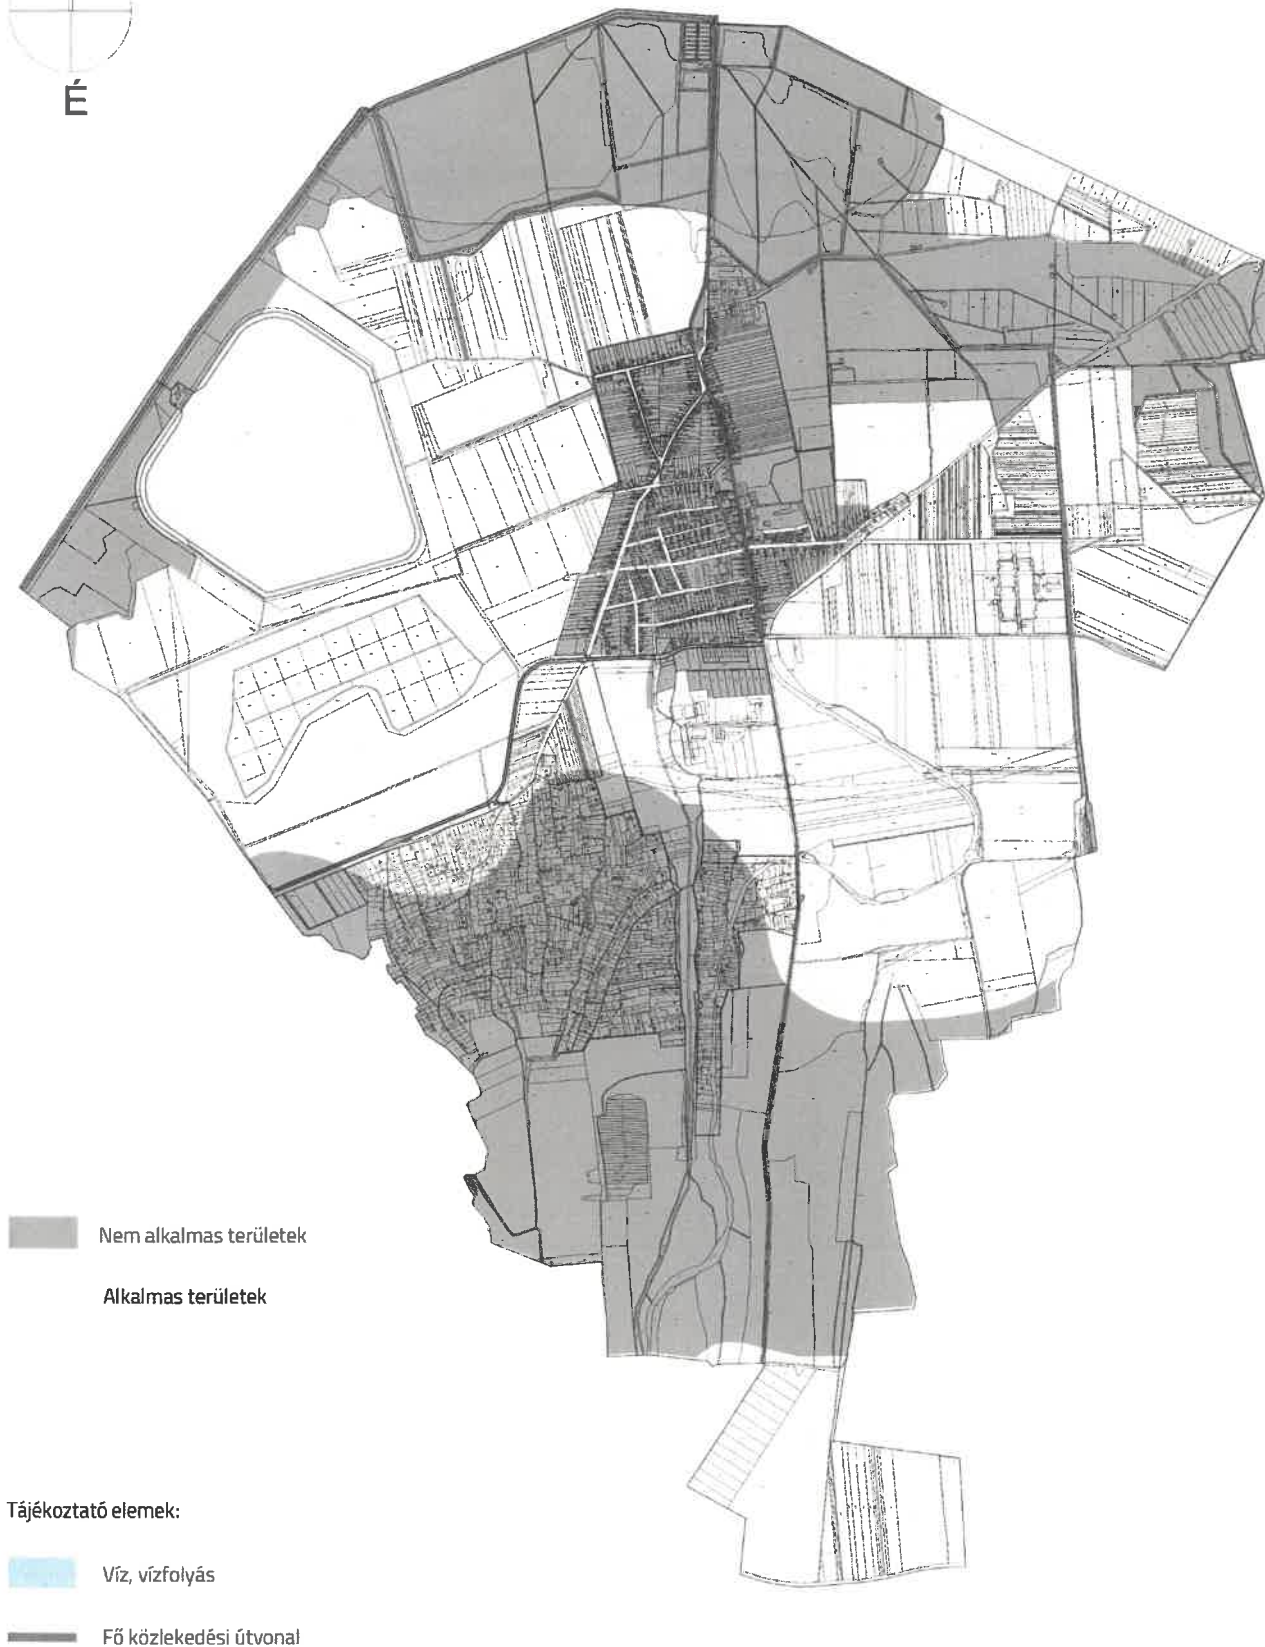 É
Nem alkalmas területek
Alkalmas területek
Tájékoztató elemek:
Víz, vízfolyás
Fő közlekedési útvonal